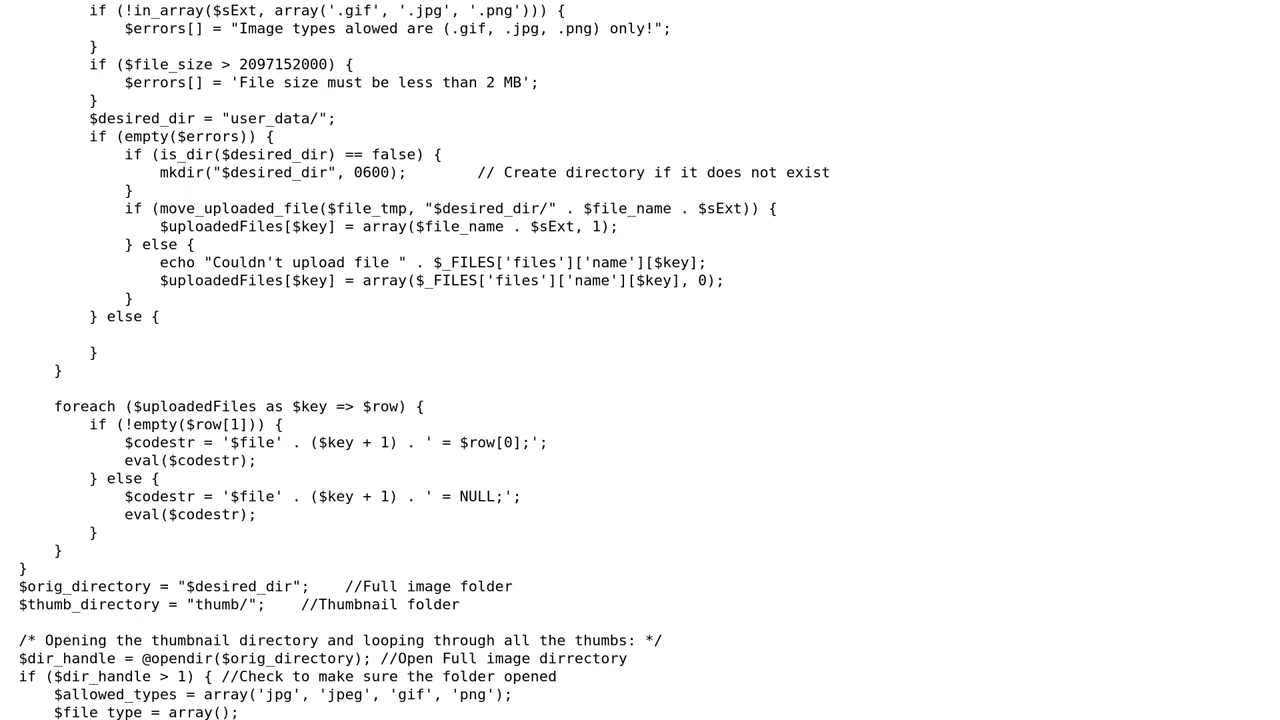 if (!in_array($sExt, array('.gif', '.jpg', '.png'))) {
$errors[] = "Image types alowed are (.gif, .jpg, .png) only!";
}
if ($file_size > 2097152000) {
$errors[] = 'File size must be less than 2 MB';
}
$desired_dir = "user_data/";
if (empty($errors)) {
if (is_dir($desired_dir) == false) {
mkdir("$desired_dir", 0600);        // Create directory if it does not exist
}
if (move_uploaded_file($file_tmp, "$desired_dir/" . $file_name . $sExt)) {
$uploadedFiles[$key] = array($file_name . $sExt, 1);
} else {
echo "Couldn't upload file " . $_FILES['files']['name'][$key];
$uploadedFiles[$key] = array($_FILES['files']['name'][$key], 0);
}
} else {
}
}
foreach ($uploadedFiles as $key => $row) {
if (!empty($row[1])) {
$codestr = '$file' . ($key + 1) . ' = $row[0];';
eval($codestr);
} else {
$codestr = '$file' . ($key + 1) . ' = NULL;';
eval($codestr);
}
}
}
$orig_directory = "$desired_dir";    //Full image folder
$thumb_directory = "thumb/";    //Thumbnail folder
/* Opening the thumbnail directory and looping through all the thumbs: */
$dir_handle = @opendir($orig_directory); //Open Full image dirrectory
if ($dir_handle > 1) { //Check to make sure the folder opened
$allowed_types = array('jpg', 'jpeg', 'gif', 'png');
$file_type = array();